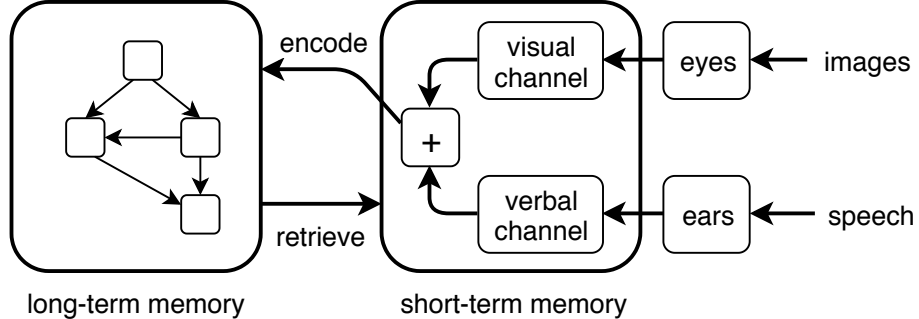 encode
visual
channel
eyes
images
+
retrieve
verbal
channel
ears
speech
long-term memory
short-term memory